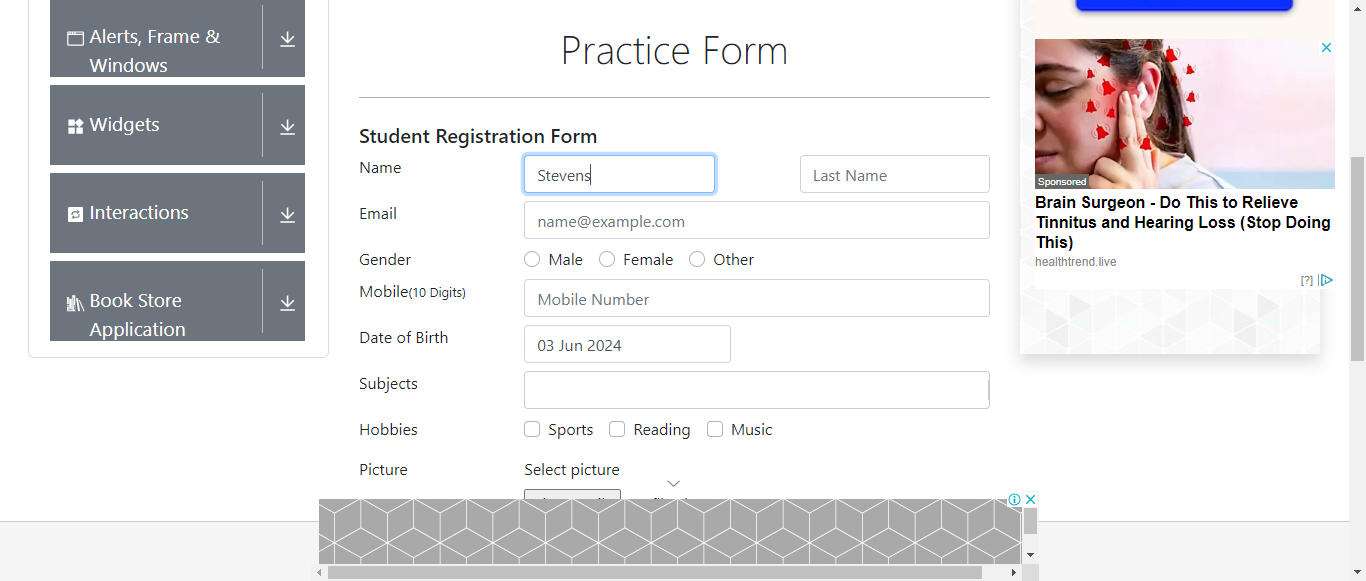 Alerts, Frame &
Windows
Widgets
Interactions
Book Store
Application
Practice Form
Student Registration Form
Name
Stevens
Last Name
Email
name@example.com
Gender
Male
Female
Other
Mobile(10 Digits)
Mobile Number
Date of Birth
03 Jun 2024
Subjects
Hobbies
Sports
Reading
Music
Picture
Select picture
Sponsored
Brain Surgeon - Do This to Relieve
Tinnitus and Hearing Loss (Stop Doing
This)
healthtrend.live
[?]